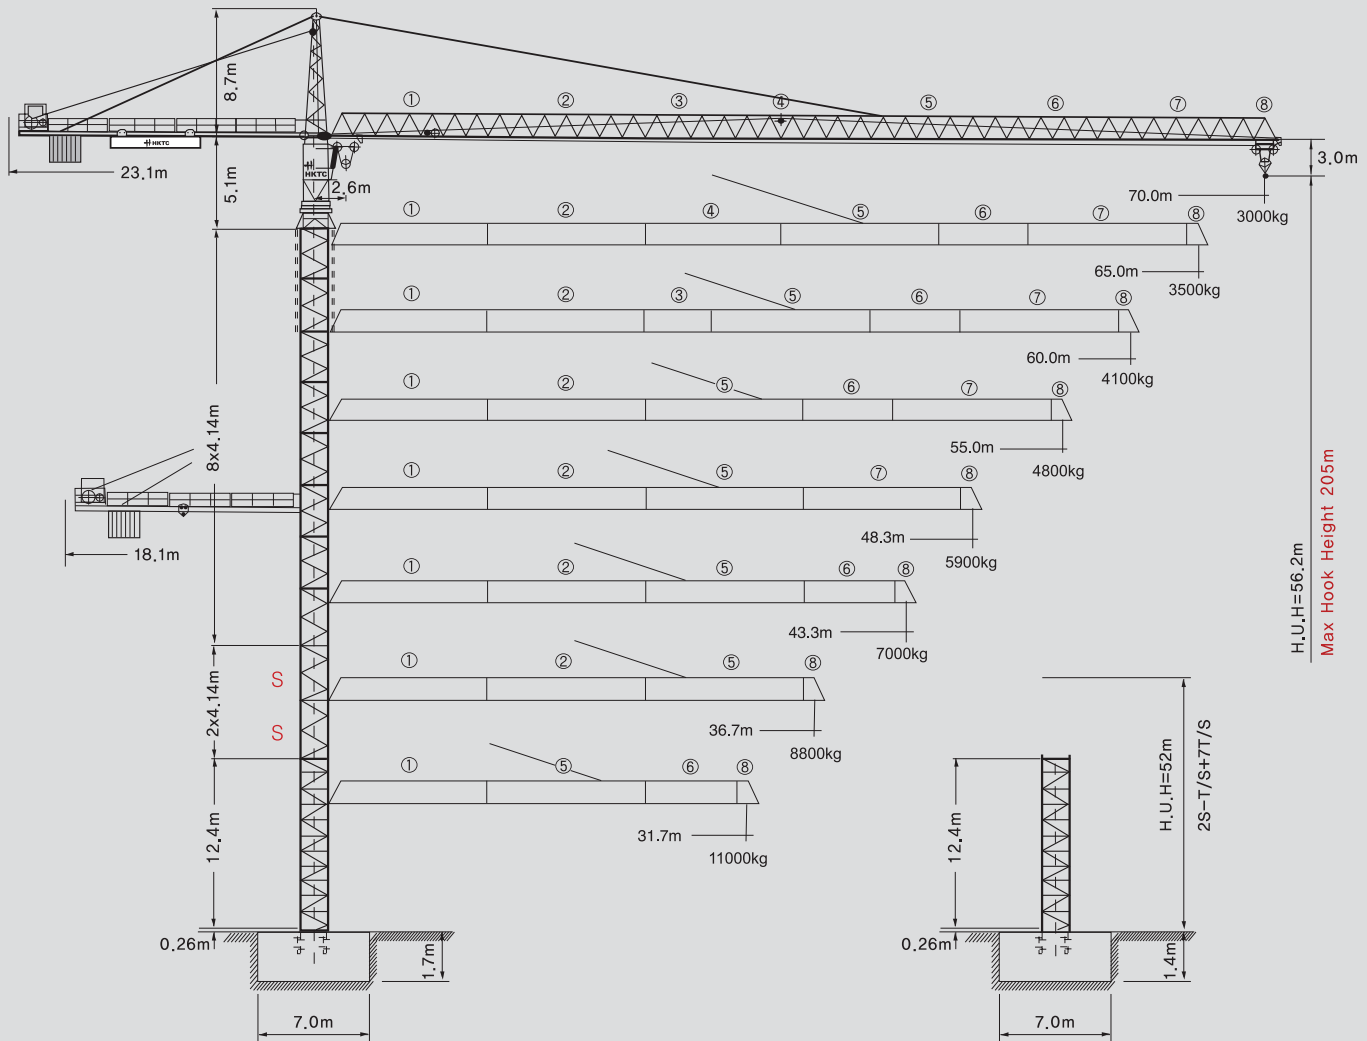 8.7m
① ② ③ ④ ⑤ ⑥ ⑦ ⑧
HKTC
23.1m
5.1m
HKTC
2.6m
3.0m
70.0m
3000kg
① ② ④ ⑤ ⑥ ⑦ ⑧
65.0m
3500kg
① ② ③ ⑤ ⑥ ⑦ ⑧
60.0m
4100kg
① ② ⑤ ⑥ ⑦ ⑧
55.0m
4800kg
8x4.14m
① ② ⑤ ⑦ ⑧
48.3m
5900kg
18.1m
① ② ⑤ ⑥ ⑧
43.3m
7000kg
H.U.H=56.2m
Max Hook Height 205m
2x4.14m
S
S
① ② ⑤ ⑧
36.7m
8800kg
① ⑤ ⑥ ⑧
31.7m
11000kg
12.4m
0.26m
1.7m
7.0m
12.4m
H.U.H=52m
2S-T/S+7T/S
0.26m
1.4m
7.0m